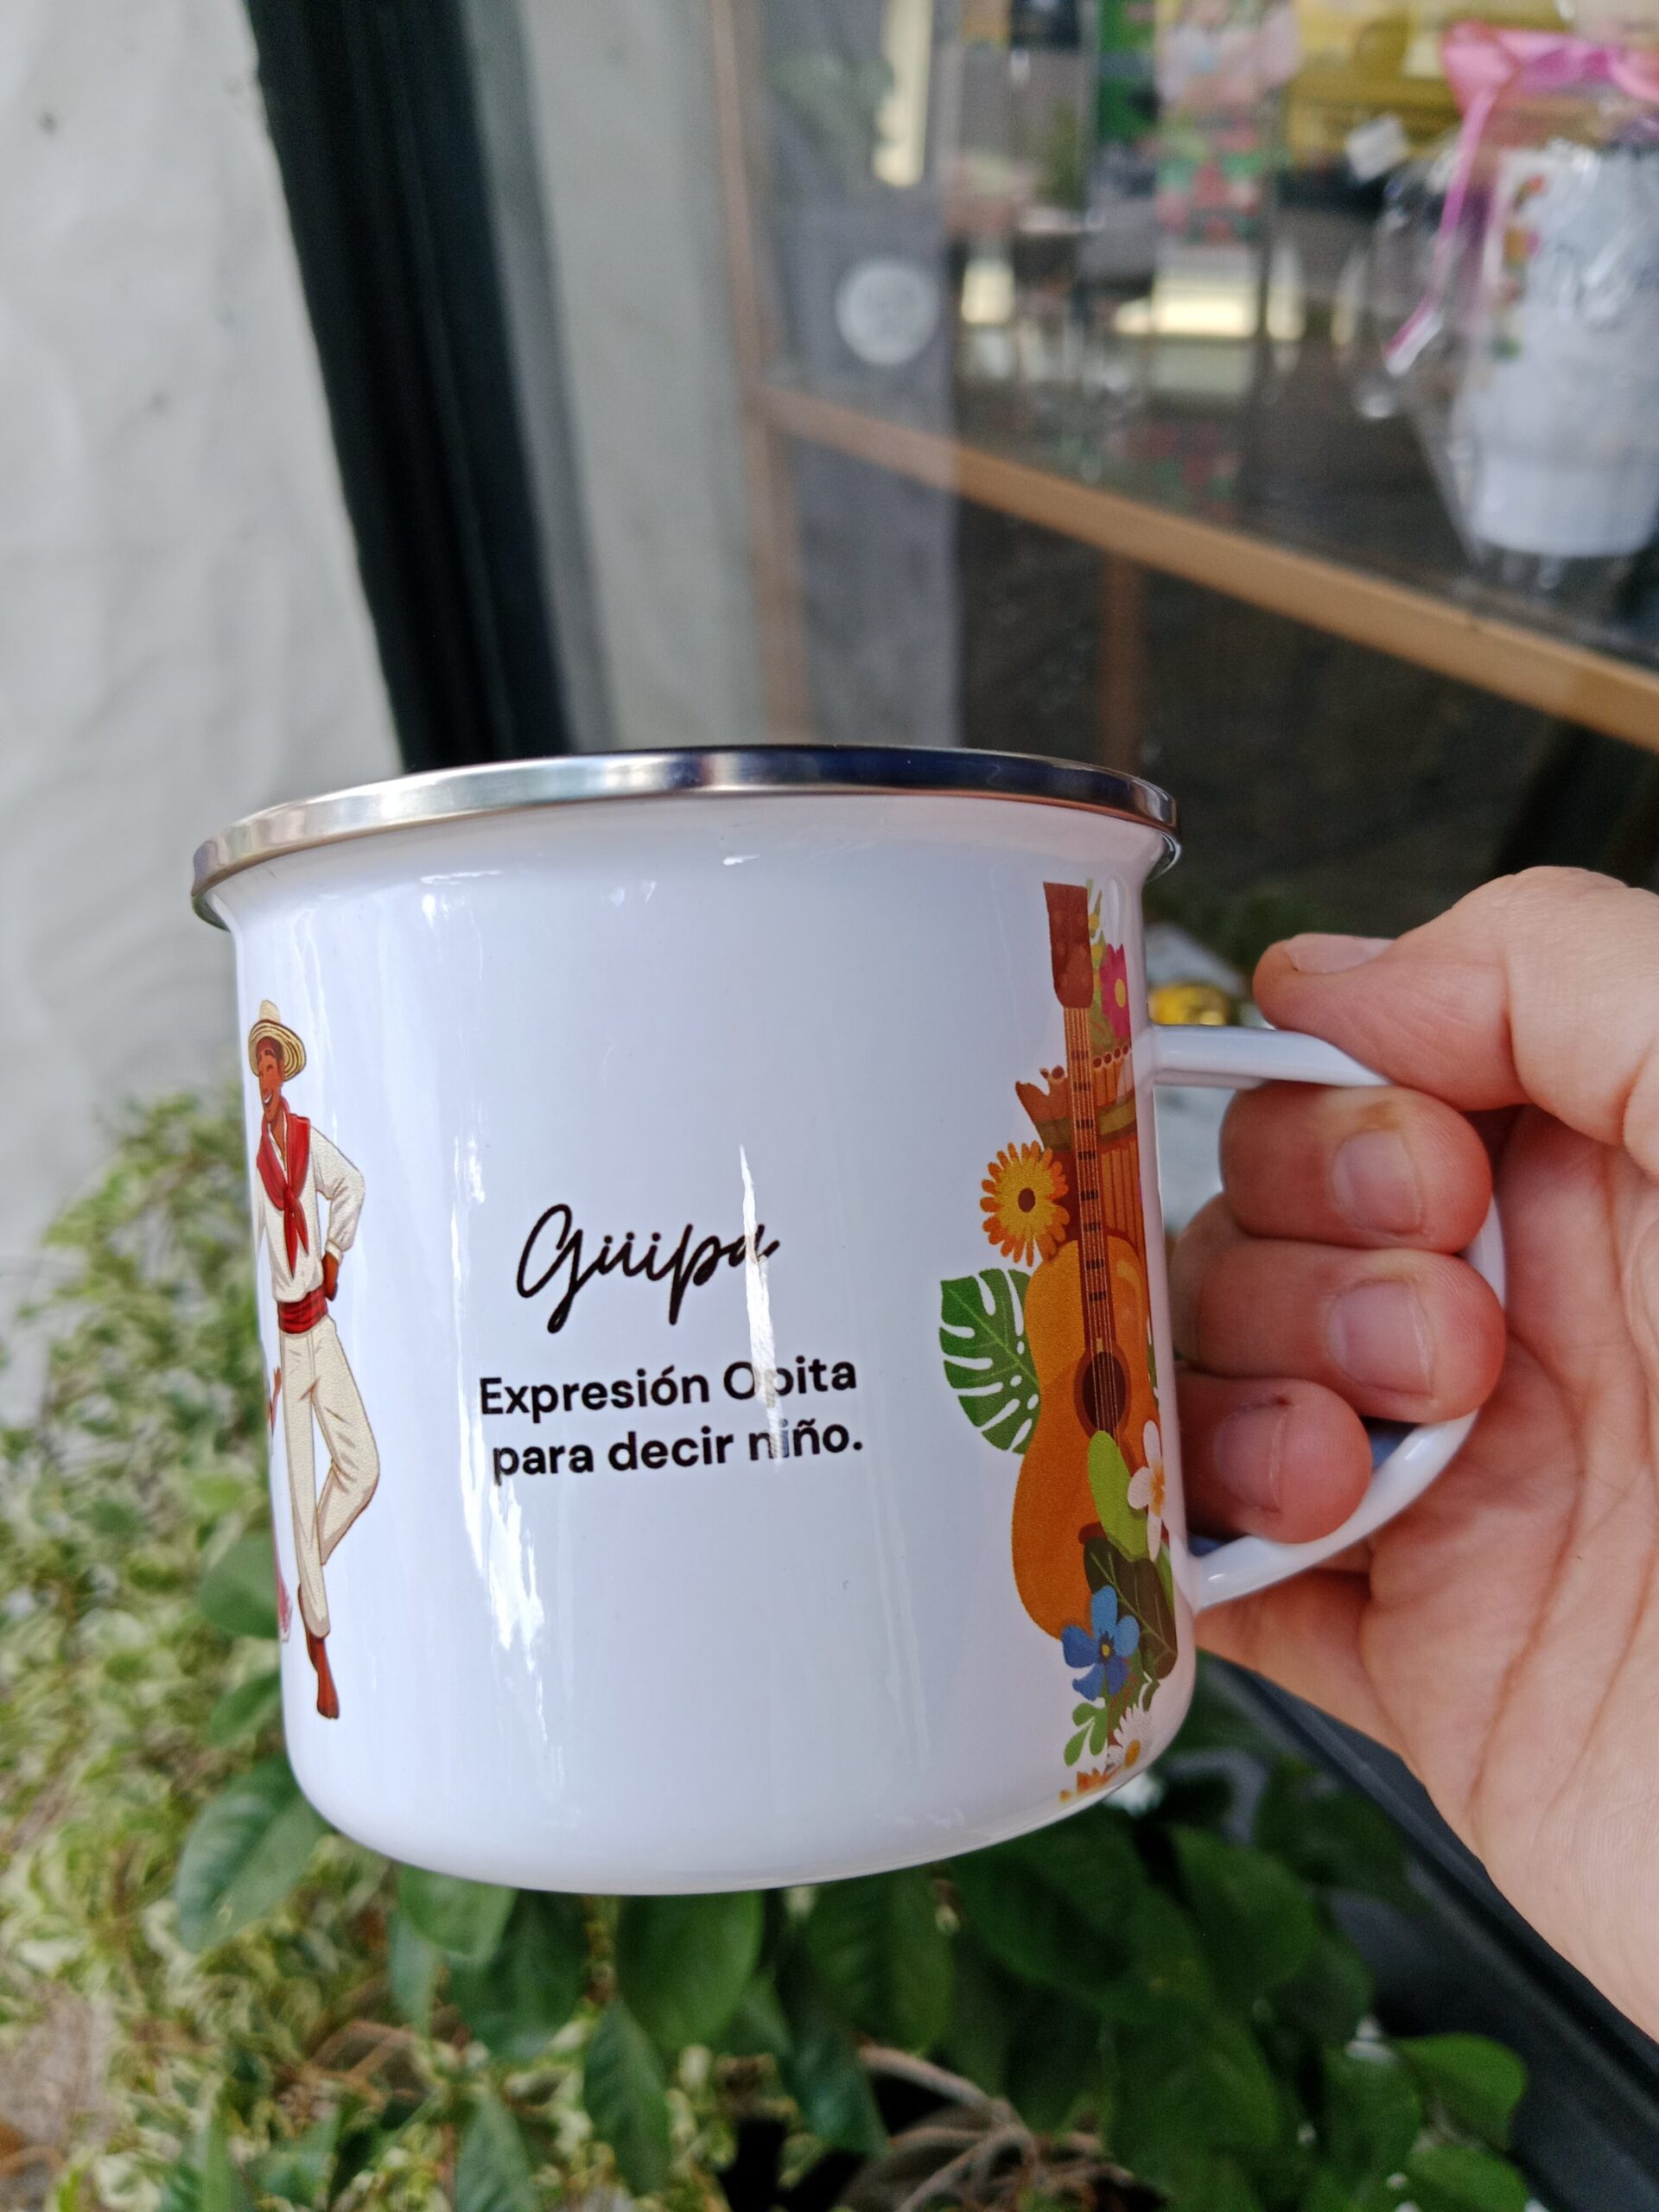 Güipa
Expresión Opita
para decir niño.